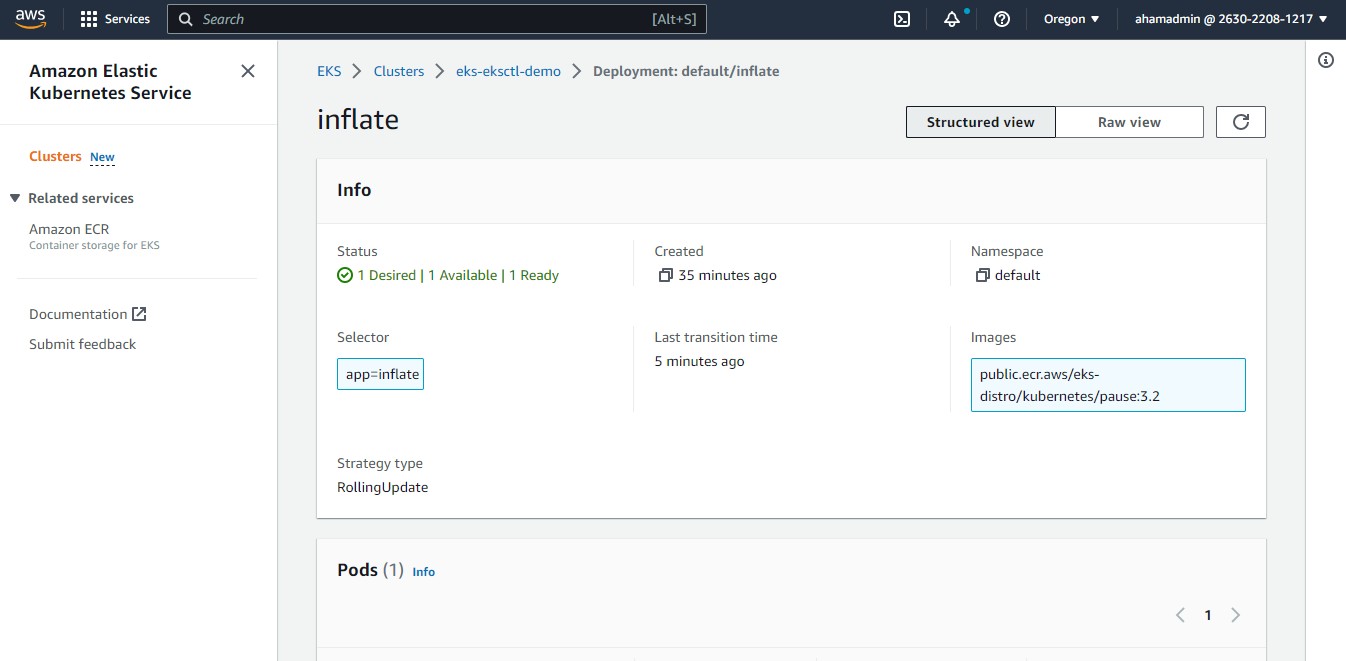 aws
Services
Search
[Alt+S]
Oregon
ahamadmin @ 2630-2208-1217
Amazon Elastic
Kubernetes Service
Clusters New
Related services
Amazon ECR
Container storage for EKS
Documentation
Submit feedback
EKS
Clusters
eks-eksctl-demo
Deployment: default/inflate
inflate
Structured view
Raw view
Info
Status
1 Desired | 1 Available | 1 Ready
Created
35 minutes ago
Namespace
default
Selector
app=inflate
Last transition time
5 minutes ago
Images
public.ecr.aws/eks-
distro/kubernetes/pause:3.2
Strategy type
RollingUpdate
Pods (1) Info
1